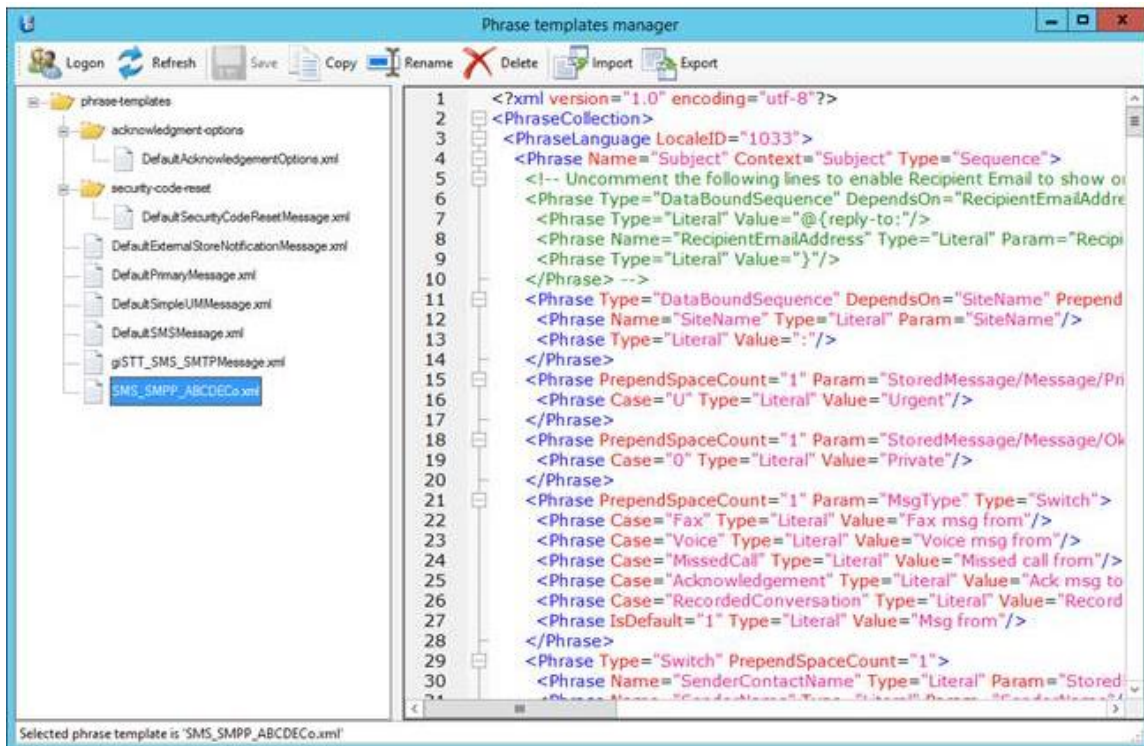 Phrase templates manager
Logon Refresh Save Copy Rename Delete Import Export
phrase-templates
acknowledgment-options
DefaultAcknowledgementOptions.xml
security-code-reset
DefaultSecurityCodeResetMessage.xml
DefaultExternalStoreNotificationMessage.xml
DefaultPrimaryMessage.xml
DefaultSimpleUMMessage.xml
DefaultSMSMessage.xml
giSTT_SMS_SMTPMessage.xml
SMS_SMPP_ABCDECo.xml
1 <?xml version="1.0" encoding="utf-8"?>
2 <PhraseCollection>
3 <PhraseLanguage LocaleID="1033">
4 <Phrase Name="Subject" Context="Subject" Type="Sequence">
5 <!-- Uncomment the following lines to enable Recipient Email to show o
6 <Phrase Type="DataBoundSequence" DependsOn="RecipientEmailAddre
7 <Phrase Type="Literal" Value="@{reply-to:"/>
8 <Phrase Name="RecipientEmailAddress" Type="Literal" Param="Recipi
9 <Phrase Type="Literal" Value="}"/>
10 </Phrase> -->
11 <Phrase Type="DataBoundSequence" DependsOn="SiteName" Prepend
12 <Phrase Name="SiteName" Type="Literal" Param="SiteName"/>
13 <Phrase Type="Literal" Value=":"/>
14 </Phrase>
15 <Phrase PrependSpaceCount="1" Param="StoredMessage/Message/Pri
16 <Phrase Case="U" Type="Literal" Value="Urgent"/>
17 </Phrase>
18 <Phrase PrependSpaceCount="1" Param="StoredMessage/Message/Ok
19 <Phrase Case="0" Type="Literal" Value="Private"/>
20 </Phrase>
21 <Phrase PrependSpaceCount="1" Param="MsgType" Type="Switch">
22 <Phrase Case="Fax" Type="Literal" Value="Fax msg from"/>
23 <Phrase Case="Voice" Type="Literal" Value="Voice msg from"/>
24 <Phrase Case="MissedCall" Type="Literal" Value="Missed call from"/>
25 <Phrase Case="Acknowledgement" Type="Literal" Value="Ack msg to
26 <Phrase Case="RecordedConversation" Type="Literal" Value="Record
27 <Phrase IsDefault="1" Type="Literal" Value="Msg from"/>
28 </Phrase>
29 <Phrase Type="Switch" PrependSpaceCount="1">
30 <Phrase Name="SenderContactName" Type="Literal" Param="Stored
Selected phrase template is 'SMS_SMPP_ABCDECo.xml'